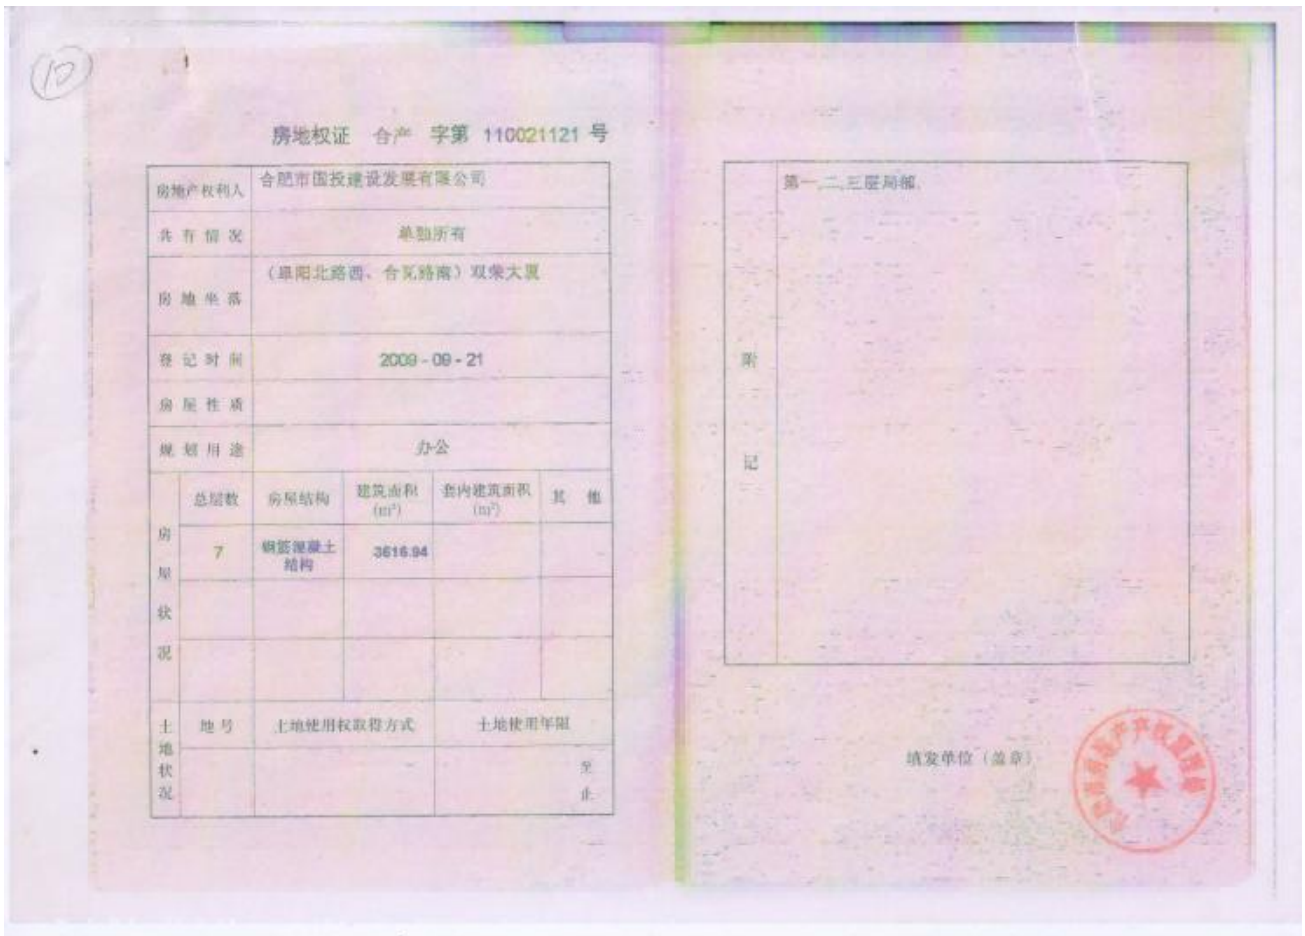 10
房地权证 合产 字第 110021121 号
房地产权利人 合肥市国投建设发展有限公司
共有情况 单独所有
房地坐落 (阜阳北路西、合瓦路南)双荣大厦
登记时间 2009-09-21
房屋性质
规划用途 办公
房屋状况 总层数 房屋结构 建筑面积(m²) 套内建筑面积(m²) 其他
7 钢筋混凝土结构 3616.94
土地状况 地号 土地使用权取得方式 土地使用年限
至
止
第一、二、三层局部、
附记
填发单位(盖章)